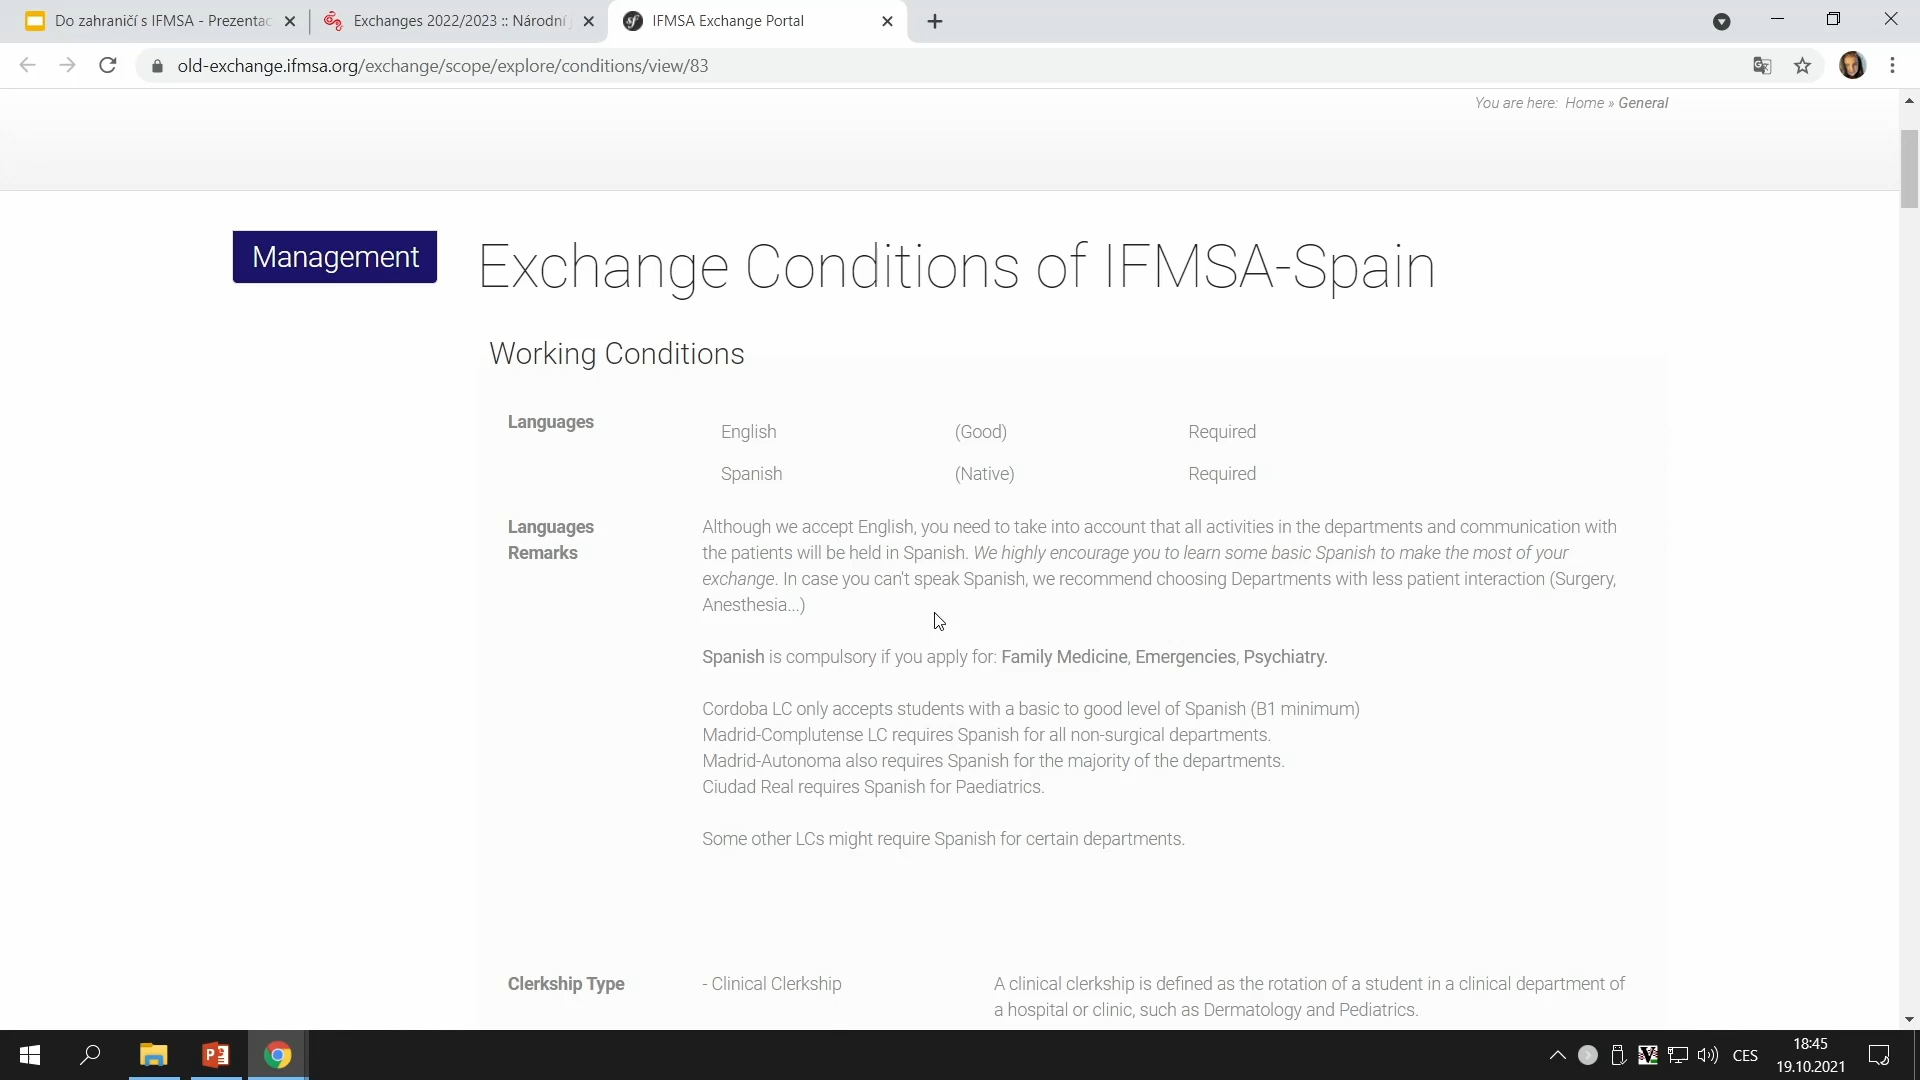 Do zahraničí s IFMSA - Prezentac
Exchanges 2022/2023 :: Národní
IFMSA Exchange Portal
old-exchange.ifmsa.org/exchange/scope/explore/conditions/view/83
You are here: Home » General
Management
Exchange Conditions of IFMSA-Spain
Working Conditions
Languages
English (Good) Required
Spanish (Native) Required
Languages Remarks
Although we accept English, you need to take into account that all activities in the departments and communication with
the patients will be held in Spanish. We highly encourage you to learn some basic Spanish to make the most of your
exchange. In case you can't speak Spanish, we recommend choosing Departments with less patient interaction (Surgery,
Anesthesia...)
Spanish is compulsory if you apply for: Family Medicine, Emergencies, Psychiatry.
Cordoba LC only accepts students with a basic to good level of Spanish (B1 minimum)
Madrid-Complutense LC requires Spanish for all non-surgical departments.
Madrid-Autonoma also requires Spanish for the majority of the departments.
Ciudad Real requires Spanish for Paediatrics.
Some other LCs might require Spanish for certain departments.
Clerkship Type
- Clinical Clerkship
A clinical clerkship is defined as the rotation of a student in a clinical department of
a hospital or clinic, such as Dermatology and Pediatrics.
CES
18:45
19.10.2021